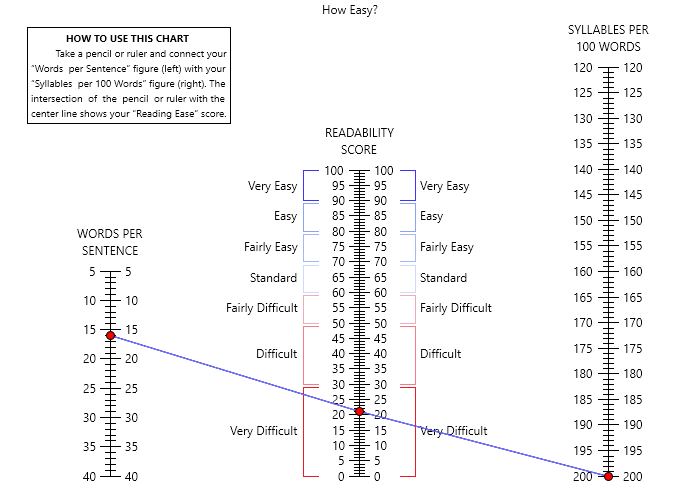 How Easy?
HOW TO USE THIS CHART
Take a pencil or ruler and connect your
“Words per Sentence” figure (left) with your
“Syllables per 100 Words” figure (right). The
intersection of the pencil or ruler with the
center line shows your “Reading Ease” score.
WORDS PER
SENTENCE
5 5
10 10
15 15
20 20
25 25
30 30
35 35
40 40
READABILITY
SCORE
100 100
95 95
90 90
85 85
80 80
75 75
70 70
65 65
60 60
55 55
50 50
45 45
40 40
35 35
30 30
25 25
20 20
15 15
10 10
5 5
0 0
Very Easy Very Easy
Easy Easy
Fairly Easy Fairly Easy
Standard Standard
Fairly Difficult Fairly Difficult
Difficult Difficult
Very Difficult Very Difficult
SYLLABLES PER
100 WORDS
120 120
125 125
130 130
135 135
140 140
145 145
150 150
155 155
160 160
165 165
170 170
175 175
180 180
185 185
190 190
195 195
200 200